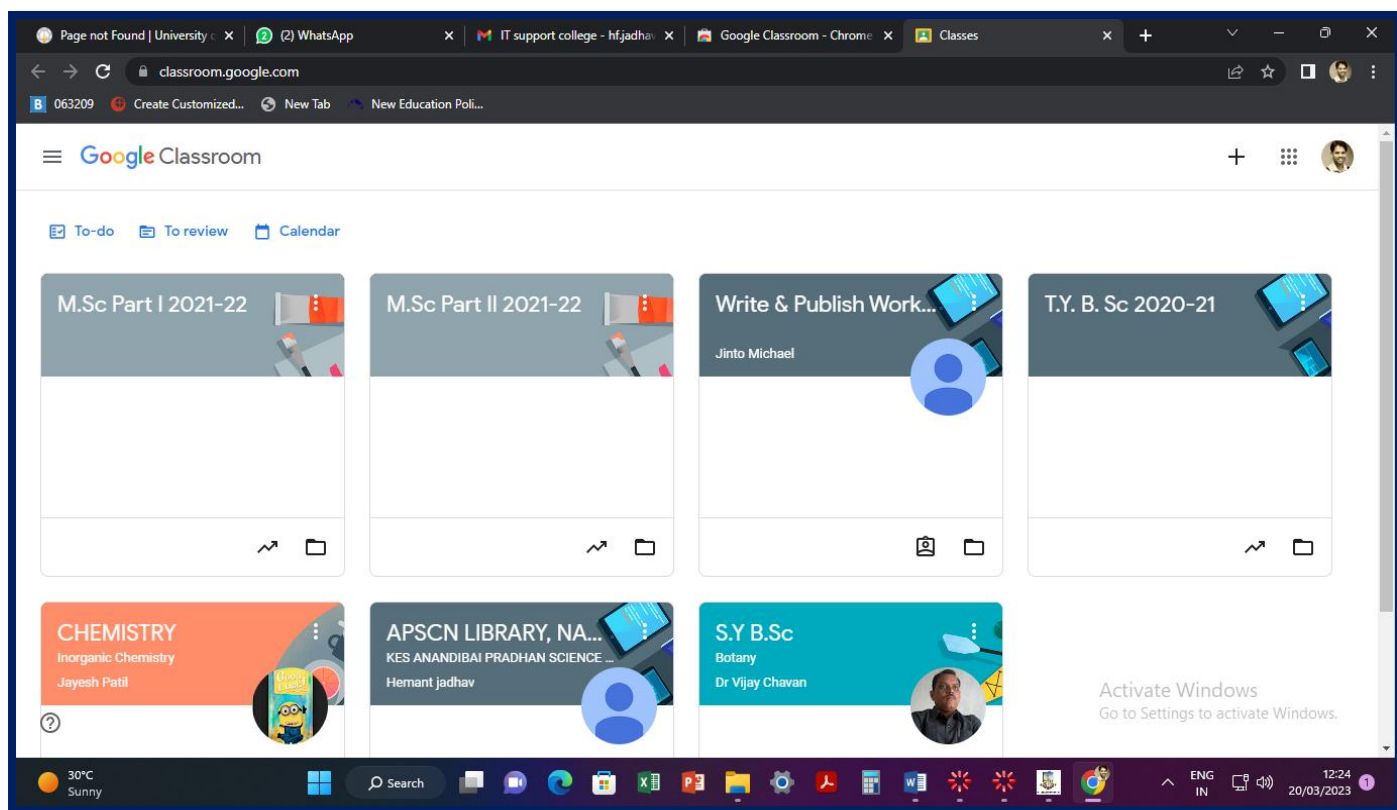 Page not Found | University c
(2) WhatsApp
IT support college - hf.jadhav
Google Classroom - Chrome
Classes
classroom.google.com
063209
Create Customized...
New Tab
New Education Poli...
Google Classroom
To-do
To review
Calendar
M.Sc Part I 2021-22
M.Sc Part II 2021-22
Write & Publish Work...
Jinto Michael
T.Y. B. Sc 2020-21
CHEMISTRY
Inorganic Chemistry
Jayesh Patil
APSCN LIBRARY, NA...
KES ANANDIBAI PRADHAN SCIENCE ...
Hemant jadhav
S.Y B.Sc
Botany
Dr Vijay Chavan
Activate Windows
Go to Settings to activate Windows.
30°C
Sunny
Search
ENG
IN
12:24
20/03/2023
1